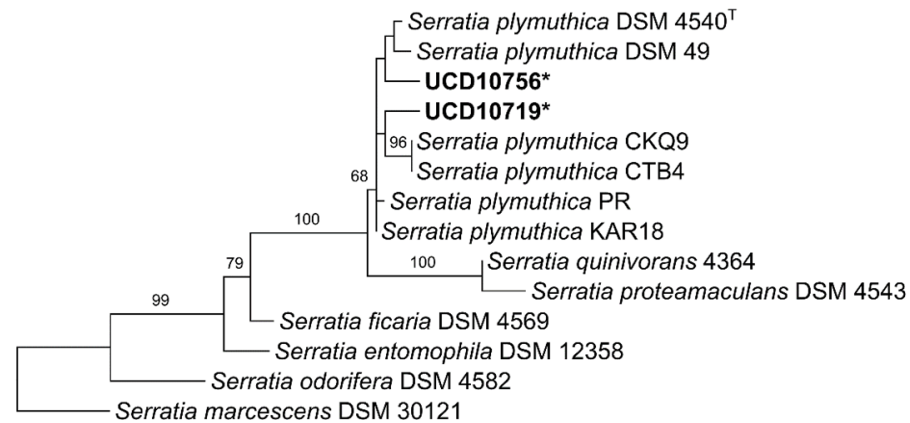 Serratia plymuthica DSM 4540ᵀ
Serratia plymuthica DSM 49
UCD10756*
UCD10719*
96
Serratia plymuthica CKQ9
Serratia plymuthica CTB4
68
Serratia plymuthica PR
100
Serratia plymuthica KAR18
100
Serratia quinivorans 4364
79
Serratia proteamaculans DSM 4543
99
Serratia ficaria DSM 4569
Serratia entomophila DSM 12358
Serratia odorifera DSM 4582
Serratia marcescens DSM 30121